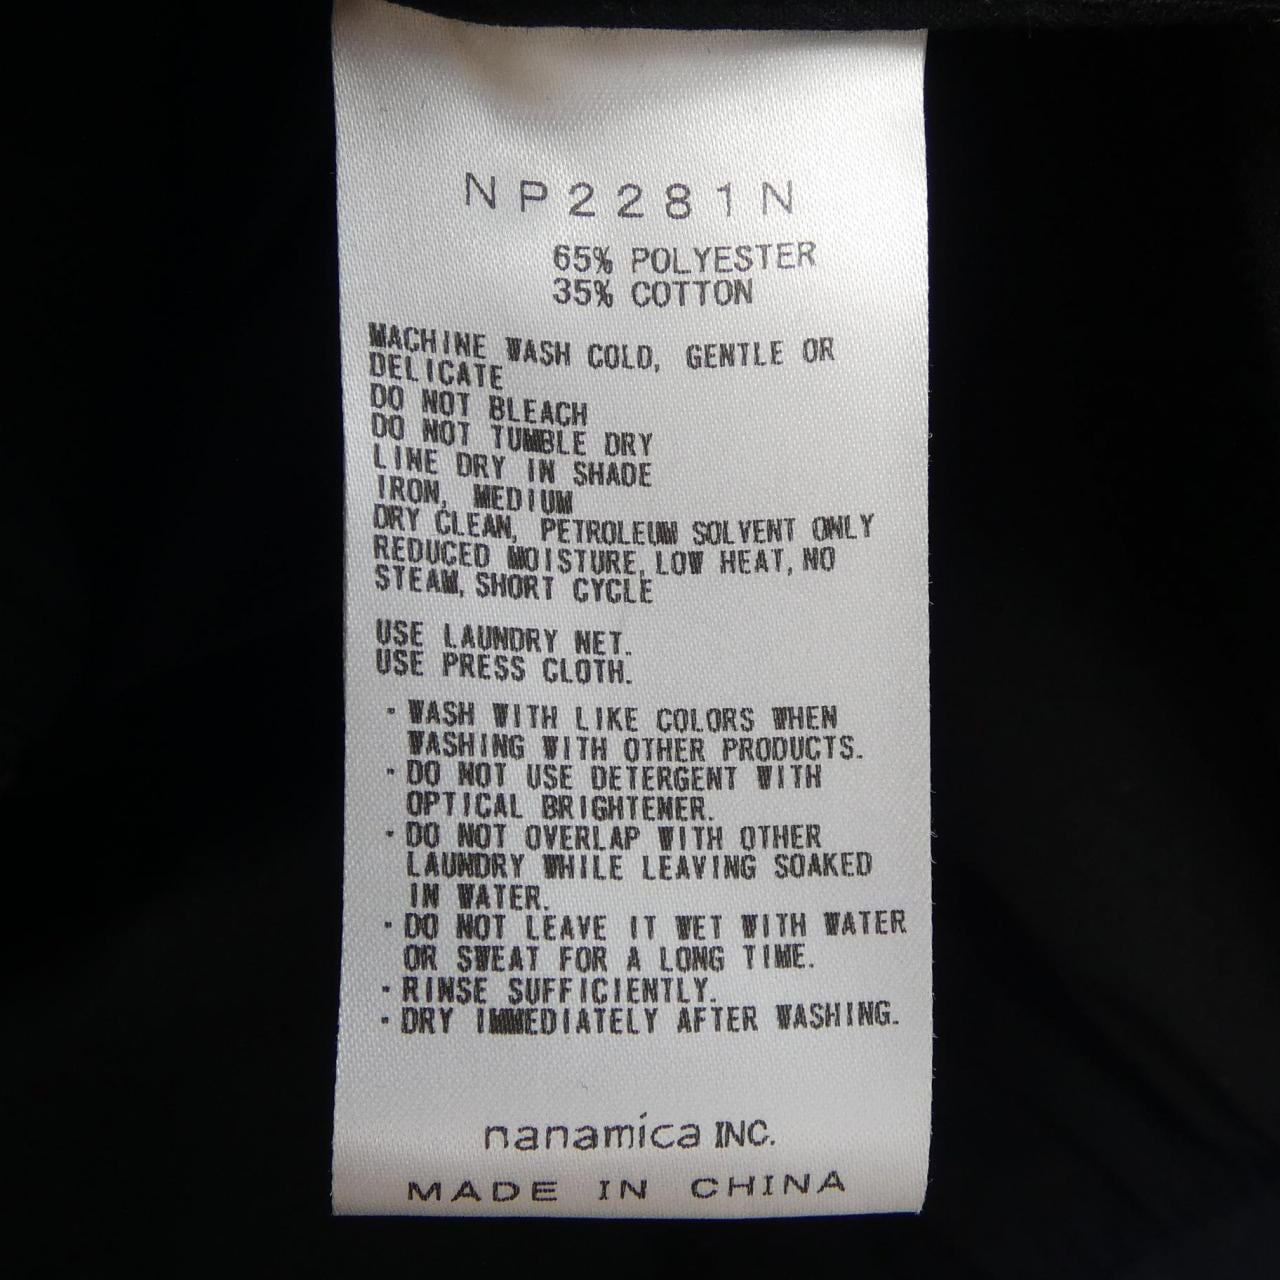 NP2281N
65% POLYESTER
35% COTTON
MACHINE WASH COLD, GENTLE OR
DELICATE
DO NOT BLEACH
DO NOT TUMBLE DRY
LINE DRY IN SHADE
IRON, MEDIUM
DRY CLEAN, PETROLEUM SOLVENT ONLY
REDUCED MOISTURE, LOW HEAT, NO
STEAM, SHORT CYCLE
USE LAUNDRY NET.
USE PRESS CLOTH.
・WASH WITH LIKE COLORS WHEN
WASHING WITH OTHER PRODUCTS.
・DO NOT USE DETERGENT WITH
OPTICAL BRIGHTENER.
・DO NOT OVERLAP WITH OTHER
LAUNDRY WHILE LEAVING SOAKED
IN WATER.
・DO NOT LEAVE IT WET WITH WATER
OR SWEAT FOR A LONG TIME.
・RINSE SUFFICIENTLY.
・DRY IMMEDIATELY AFTER WASHING.
nanamica INC.
MADE IN CHINA